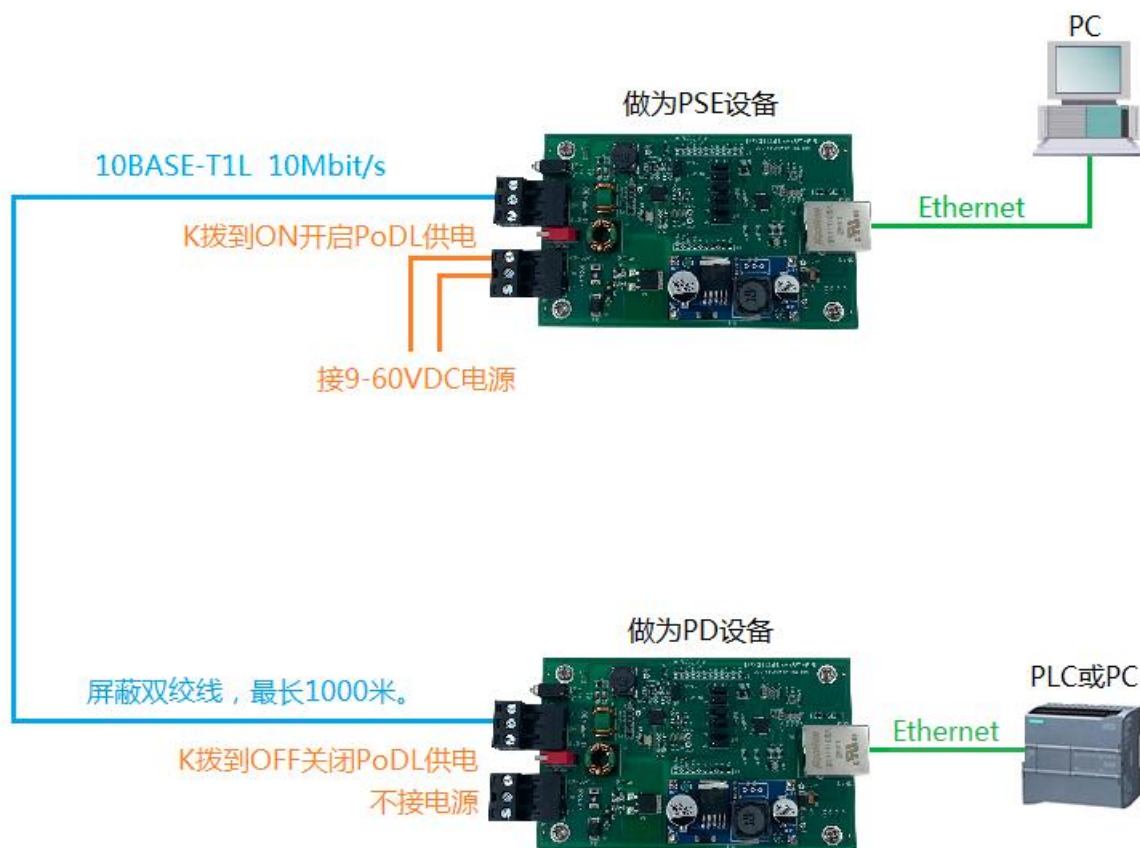 PC
做为PSE设备
10BASE-T1L 10Mbit/s
Ethernet
K拨到ON开启PoDL供电
接9-60VDC电源
做为PD设备
PLC或PC
屏蔽双绞线，最长1000米。
Ethernet
K拨到OFF关闭PoDL供电
不接电源